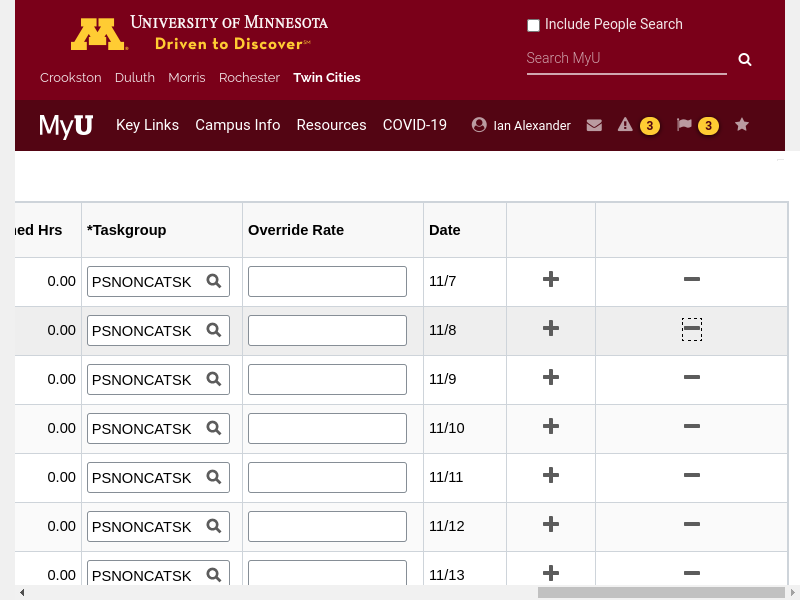 UNIVERSITY OF MINNESOTA
Driven to Discover℠
Include People Search
Search MyU
Crookston Duluth Morris Rochester Twin Cities
MyU Key Links Campus Info Resources COVID-19 Ian Alexander 3 3
ed Hrs *Taskgroup Override Rate Date
0.00 PSNONCATSK 11/7
0.00 PSNONCATSK 11/8
0.00 PSNONCATSK 11/9
0.00 PSNONCATSK 11/10
0.00 PSNONCATSK 11/11
0.00 PSNONCATSK 11/12
0.00 PSNONCATSK 11/13